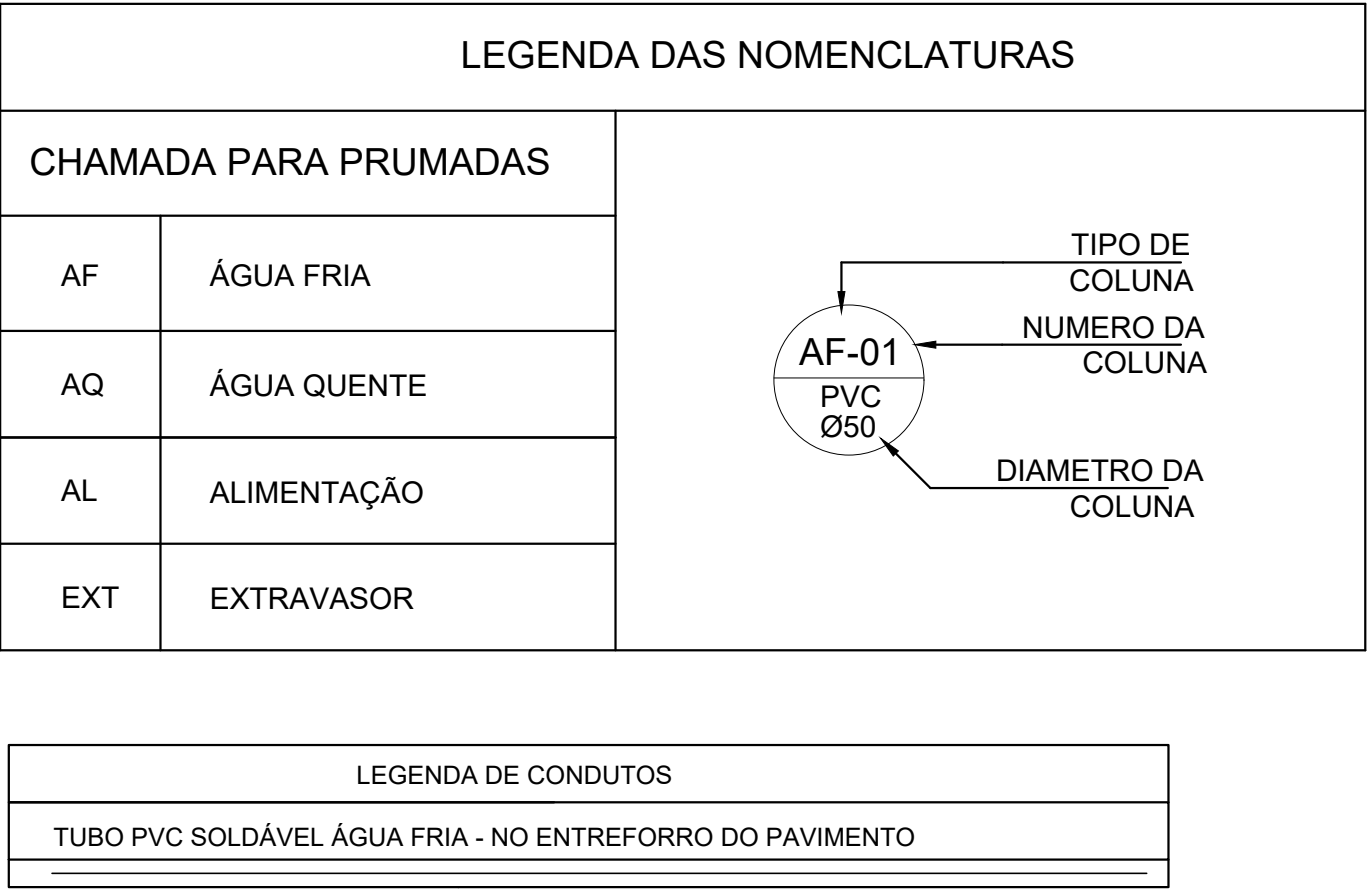 LEGENDA DAS NOMENCLATURAS
CHAMADA PARA PRUMADAS
AF ÁGUA FRIA
AQ ÁGUA QUENTE
AL ALIMENTAÇÃO
EXT EXTRAVASOR
TIPO DE
COLUNA
NUMERO DA
COLUNA
AF-01
PVC
Ø50
DIAMETRO DA
COLUNA
LEGENDA DE CONDUTOS
TUBO PVC SOLDÁVEL ÁGUA FRIA - NO ENTREFORRO DO PAVIMENTO